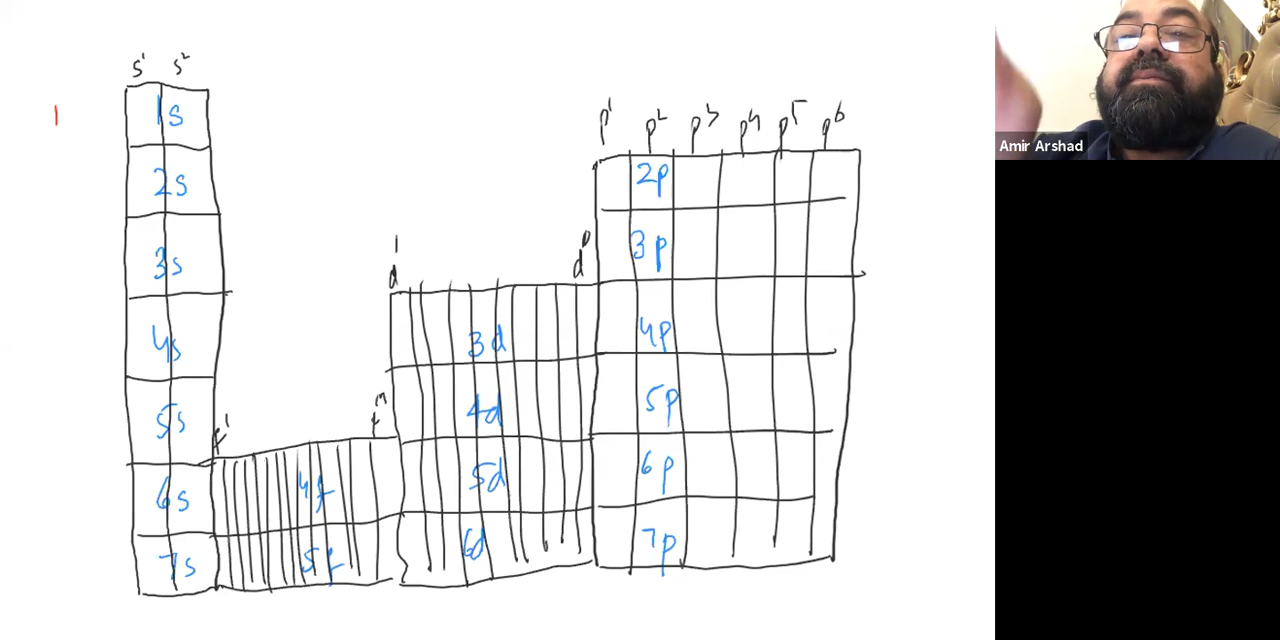 s¹ s²
1
1s
2s
3s
4s
5s
6s
7s
f¹ f¹⁴
4f
5f
d¹ d¹⁰
3d
4d
5d
6d
p¹ p² p³ p⁴ p⁵ p⁶
2p
3p
4p
5p
6p
7p
Amir Arshad